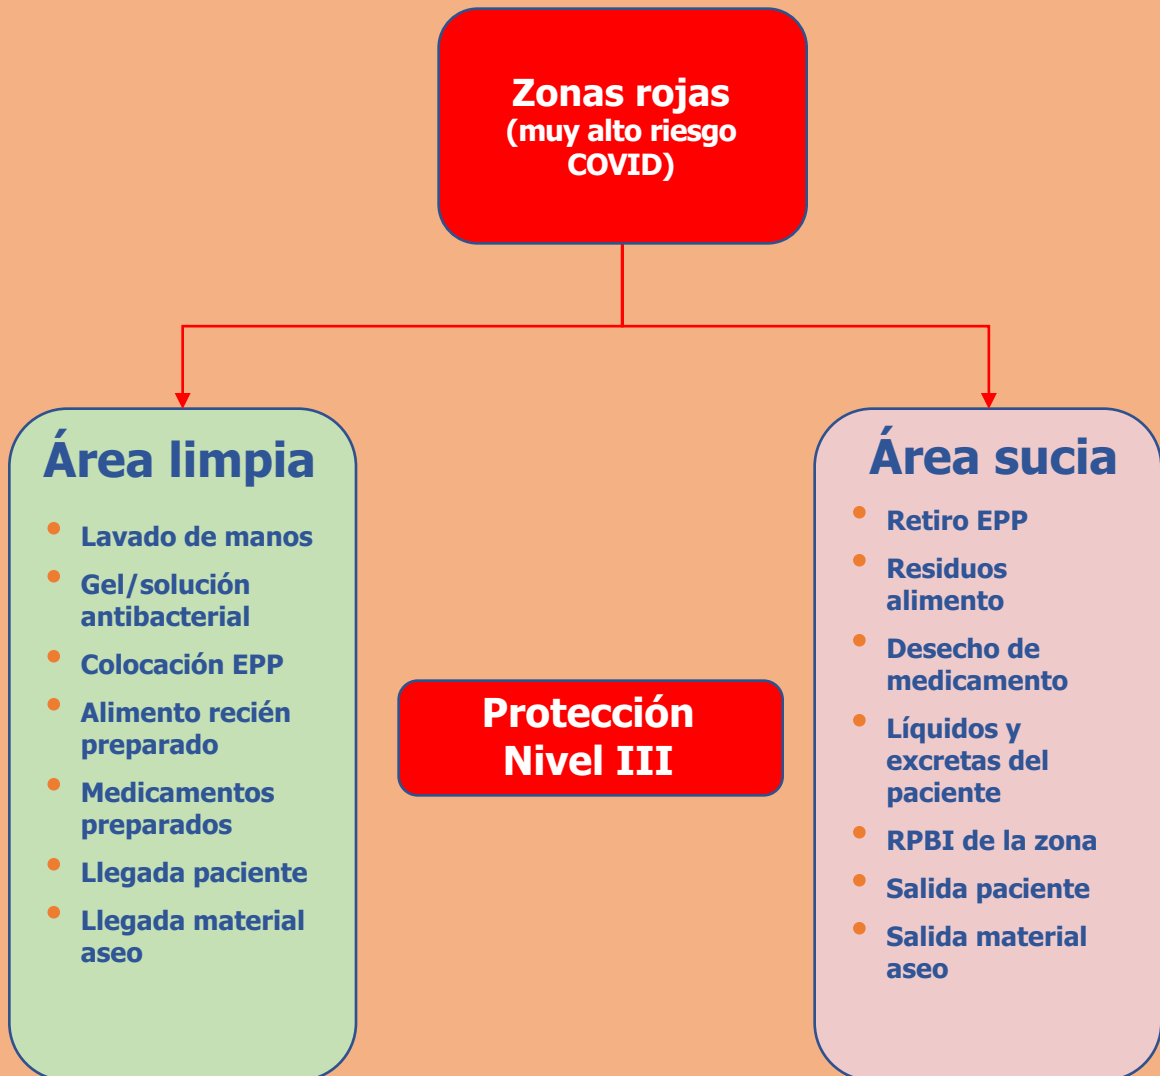 Zonas rojas
(muy alto riesgo
COVID)
Área limpia
• Lavado de manos
• Gel/solución
antibacterial
• Colocación EPP
• Alimento recién
preparado
• Medicamentos
preparados
• Llegada paciente
• Llegada material
aseo
Protección
Nivel III
Área sucia
• Retiro EPP
• Residuos
alimento
• Desecho de
medicamento
• Líquidos y
excretas del
paciente
• RPBI de la zona
• Salida paciente
• Salida material
aseo